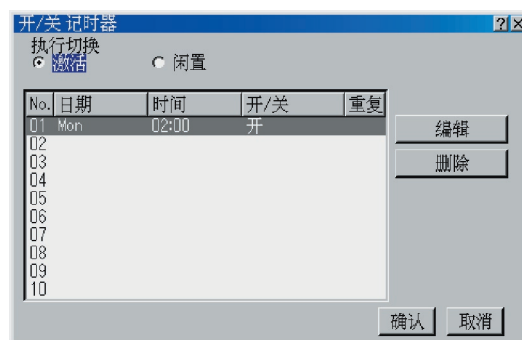 开/关 记时器
执行切换
激活 闲置
No. 日期 时间 开/关 重复
01 Mon 02:00 开
02
03
04
05
06
07
08
09
10
编辑
删除
确认 取消